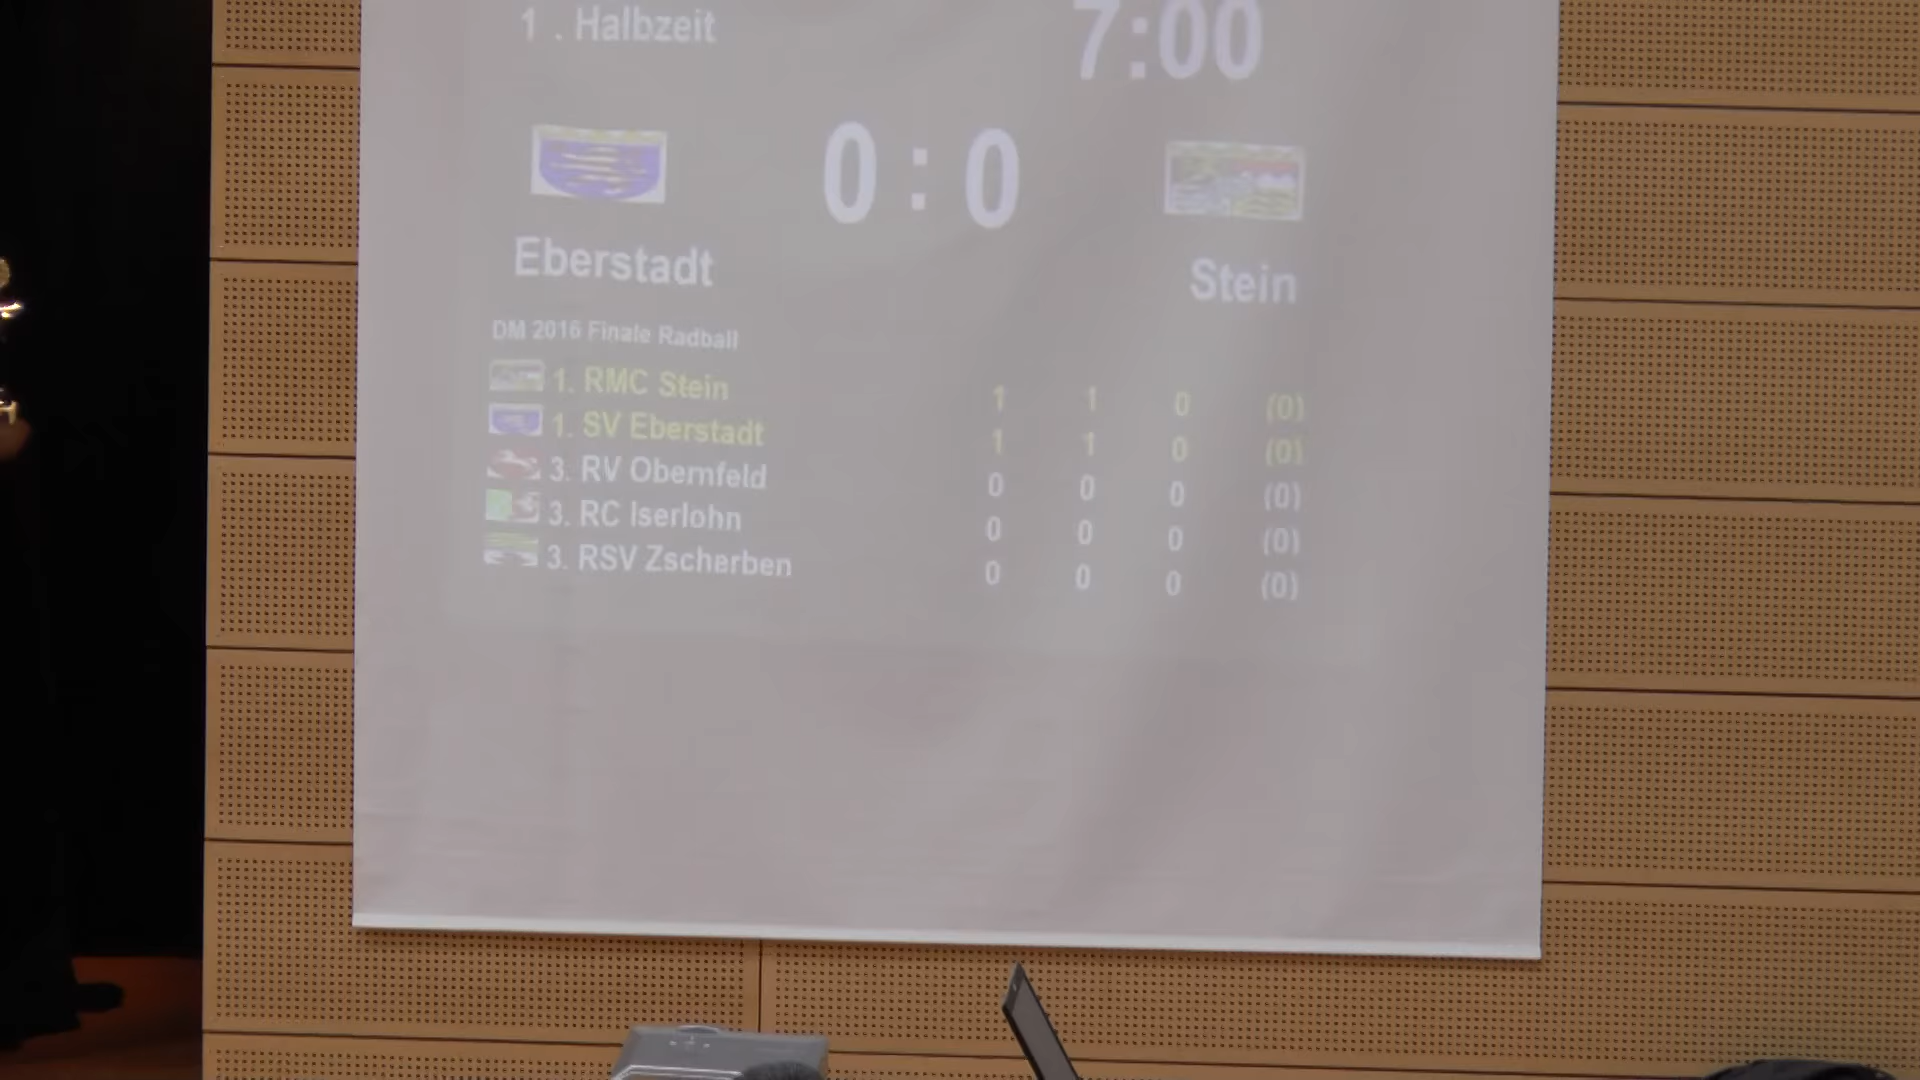 1 . Halbzeit 7:00
0 : 0
Eberstadt Stein
DM 2016 Finale Radball
1. RMC Stein 1 1 0 (0)
1. SV Eberstadt 1 1 0 (0)
3. RV Obernfeld 0 0 0 (0)
3. RC Iserlohn 0 0 0 (0)
3. RSV Zscherben 0 0 0 (0)